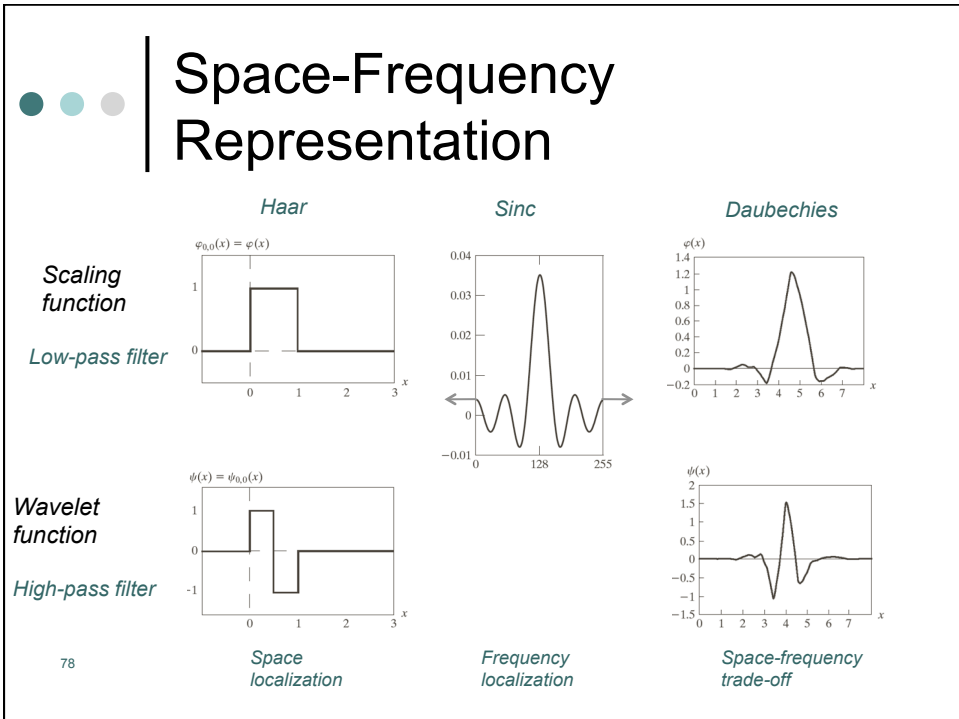 Space-Frequency
Representation
Haar
Sinc
Daubechies
Scaling
function
Low-pass filter
φ0,0(x) = φ(x)
1
0
0 1 2 3 x
0.04
0.03
0.02
0.01
0
−0.01
0 128 255
φ(x)
1.4
1.2
1
0.8
0.6
0.4
0.2
0
−0.2
0 1 2 3 4 5 6 7 x
Wavelet
function
High-pass filter
ψ(x) = ψ0,0(x)
1
0
-1
0 1 2 3 x
ψ(x)
2
1.5
1
0.5
0
−0.5
−1
−1.5
0 1 2 3 4 5 6 7 x
Space
localization
Frequency
localization
Space-frequency
trade-off
78